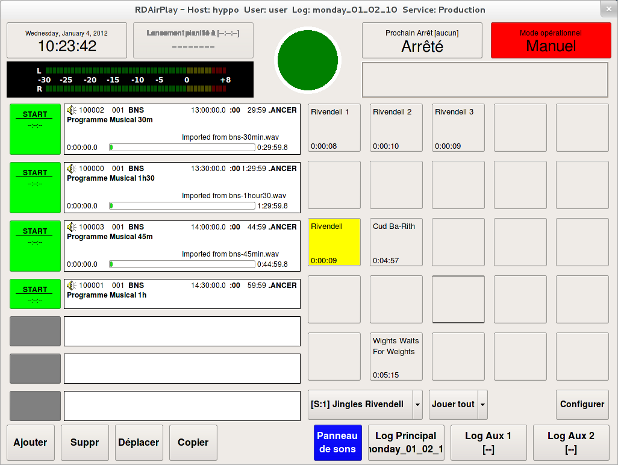 RDAirPlay - Host: hyppo User: user Log: monday_01_02_10 Service: Production
Wednesday, January 4, 2012
10:23:42
Lancement planifié à [--:--:--]
--------
Prochain Arrêt [aucun]
Arrêté
Mode opérationnel
Manuel
L
-30 -25 -20 -15 -10 -5 0 +8
R
START
--:--:--
100002 001 BNS 13:00:00.0 :00 29:59 .ANCER
Programme Musical 30m
Imported from bns-30min.wav
0:00:00.0 0:29:59.8
START
--:--:--
100000 001 BNS 13:30:00.0 :00 1:29:59 .ANCER
Programme Musical 1h30
Imported from bns-1hour30.wav
0:00:00.0 1:29:59.8
START
--:--:--
100003 001 BNS 14:00:00.0 :00 44:59 .ANCER
Programme Musical 45m
Imported from bns-45min.wav
0:00:00.0 0:44:59.8
START
--:--:--
100001 001 BNS 14:30:00.0 59:59 .ANCER
Programme Musical 1h
Rivendell 1
0:00:08
Rivendell 2
0:00:10
Rivendell 3
0:00:09
Rivendell
0:00:09
Cud Ba-Rith
0:04:57
Wights Waits
For Weights
0:05:15
[S:1] Jingles Rivendell
Jouer tout
Configurer
Ajouter
Suppr
Déplacer
Copier
Panneau
de sons
Log Principal
monday_01_02_1
Log Aux 1
[--]
Log Aux 2
[--]